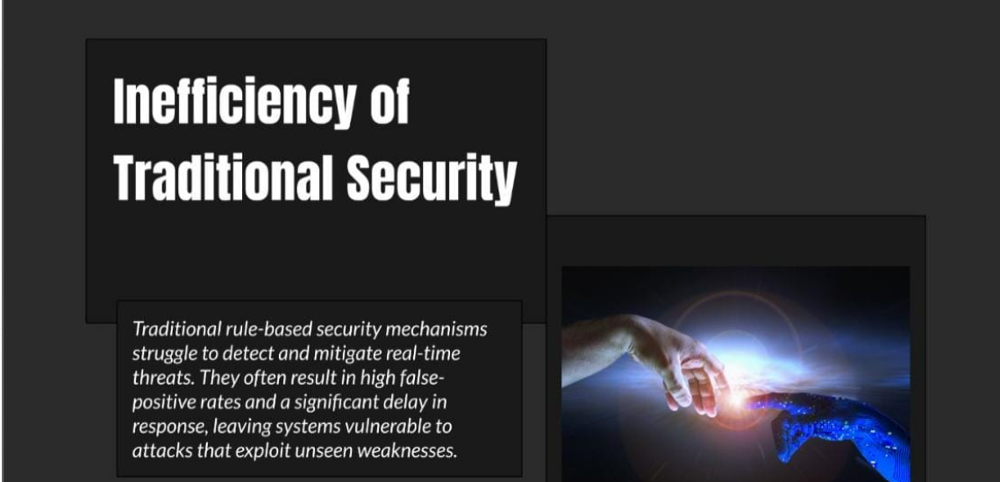 Inefficiency of
Traditional Security
Traditional rule-based security mechanisms
struggle to detect and mitigate real-time
threats. They often result in high false-
positive rates and a significant delay in
response, leaving systems vulnerable to
attacks that exploit unseen weaknesses.